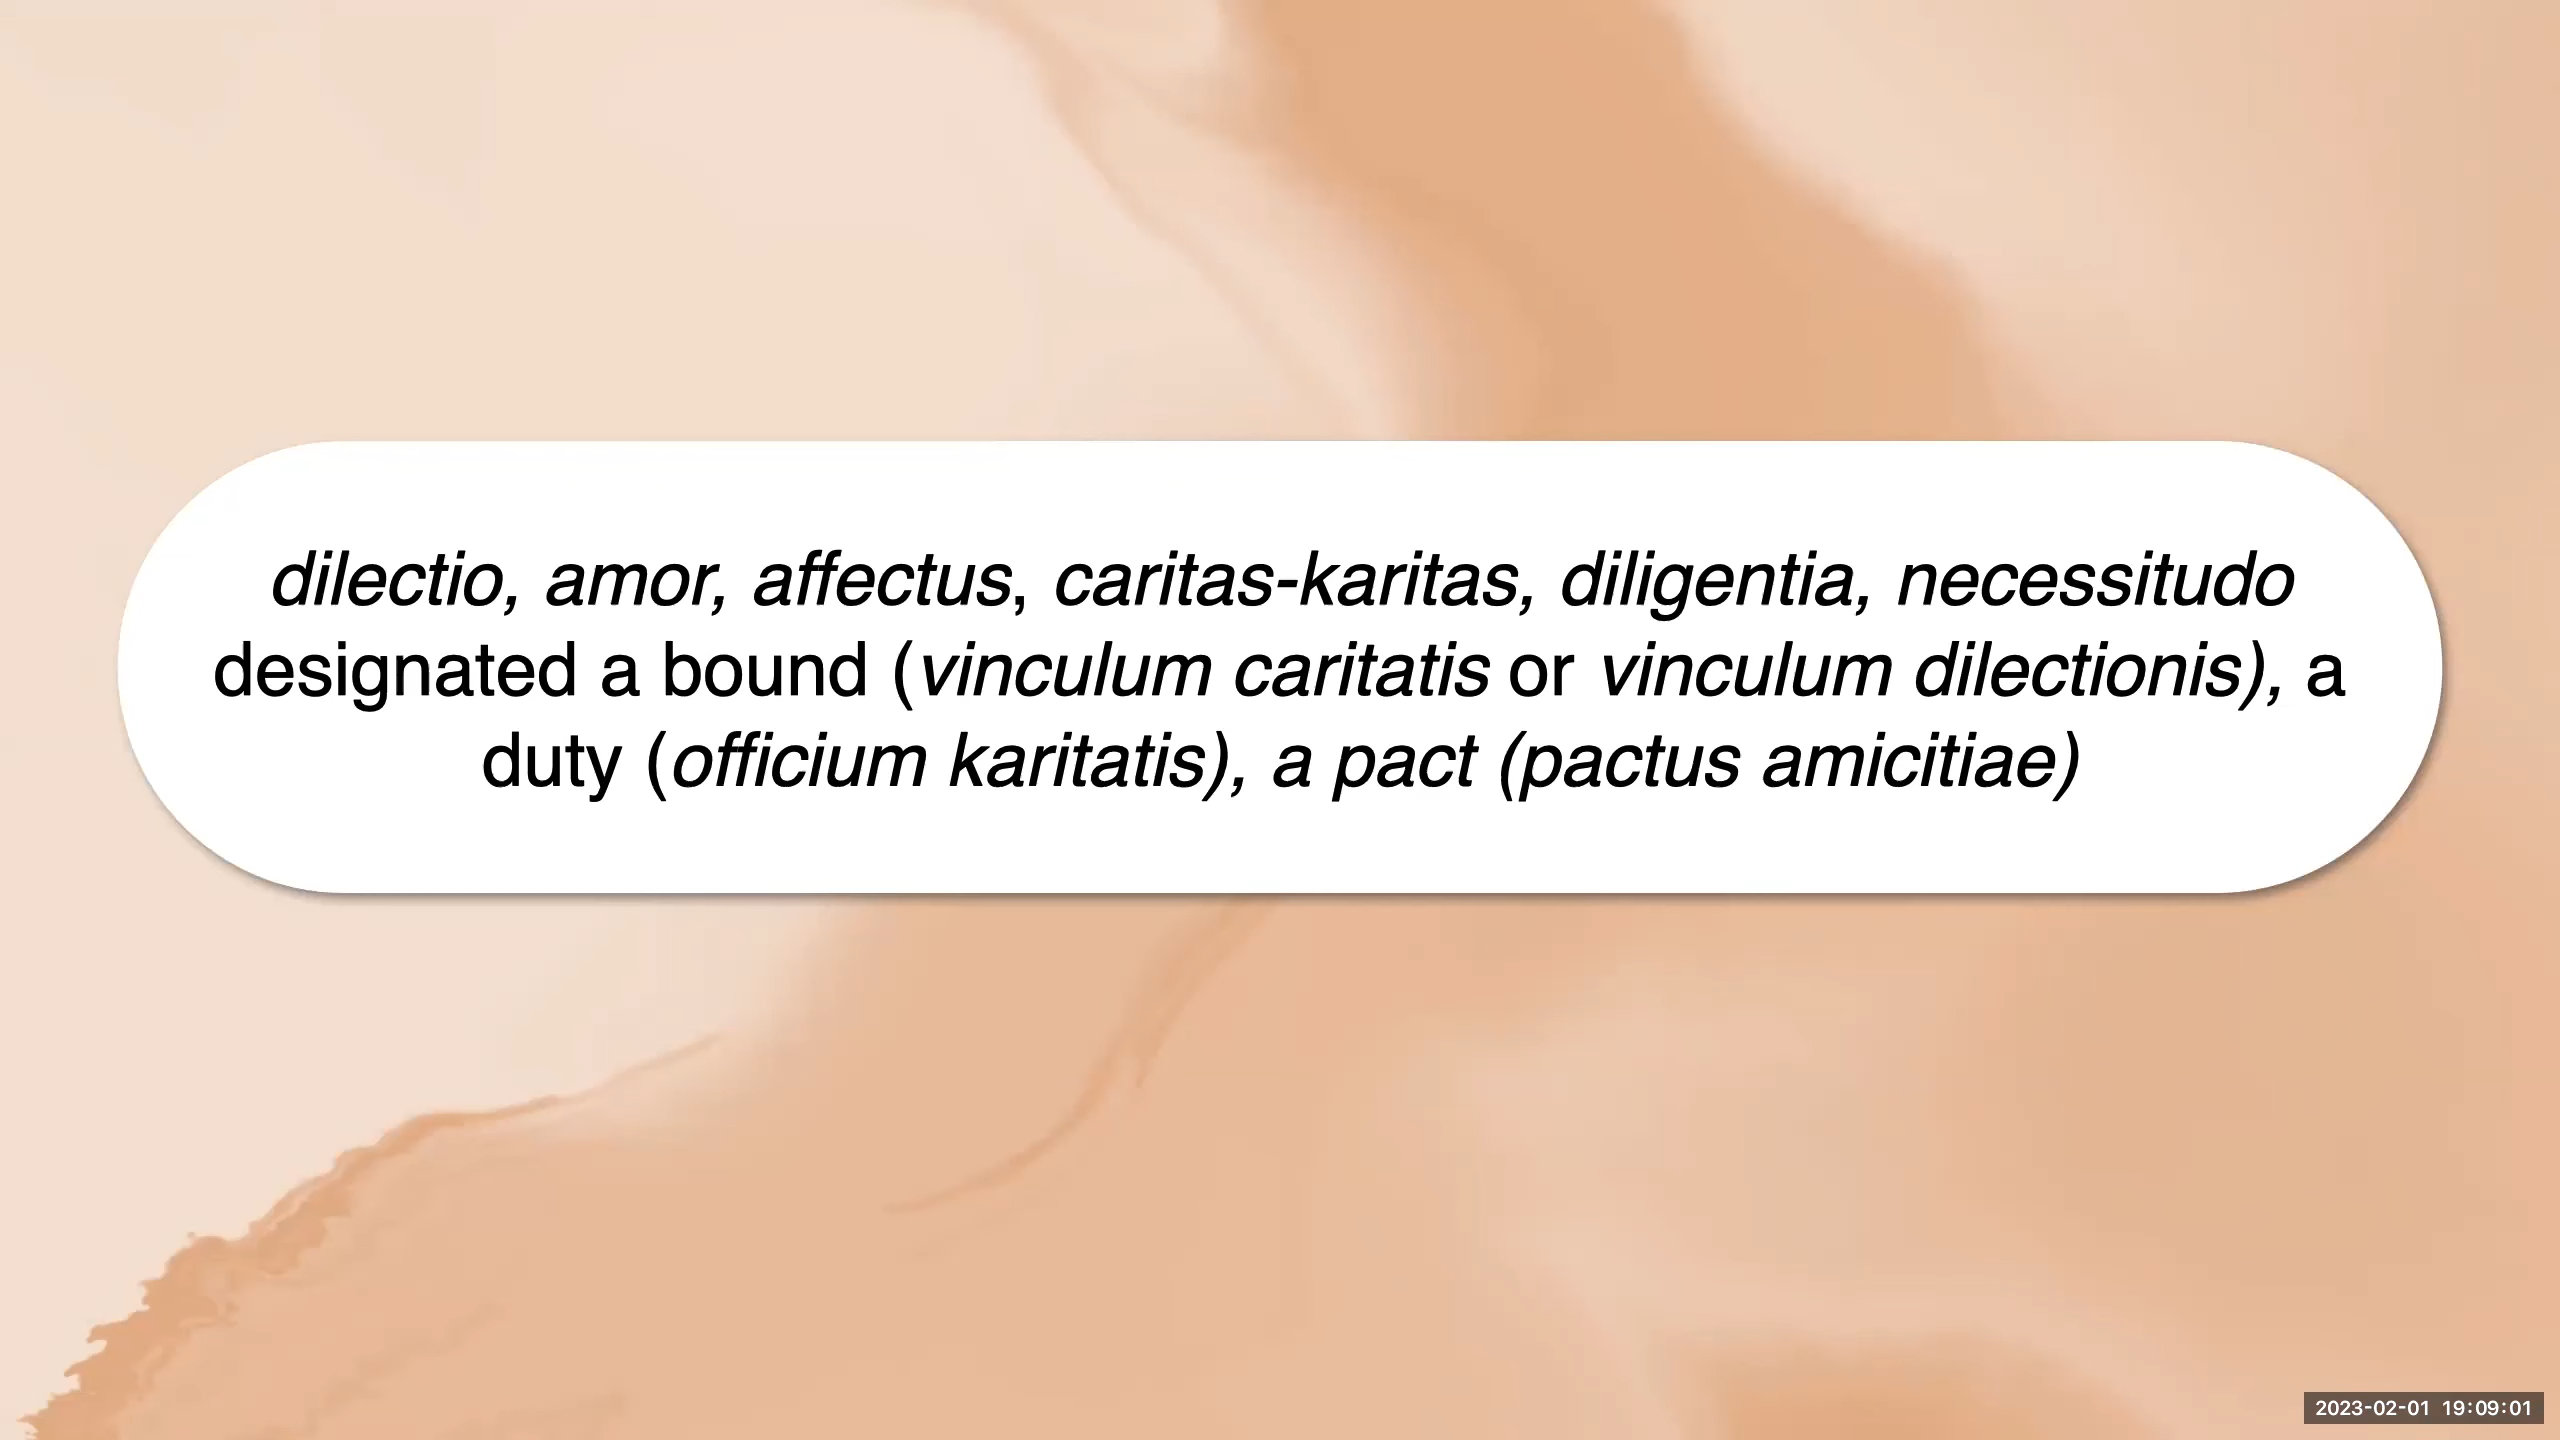 dilectio, amor, affectus, caritas-karitas, diligentia, necessitudo
designated a bound (vinculum caritatis or vinculum dilectionis), a
duty (officium karitatis), a pact (pactus amicitiae)
2023-02-01 19:09:01